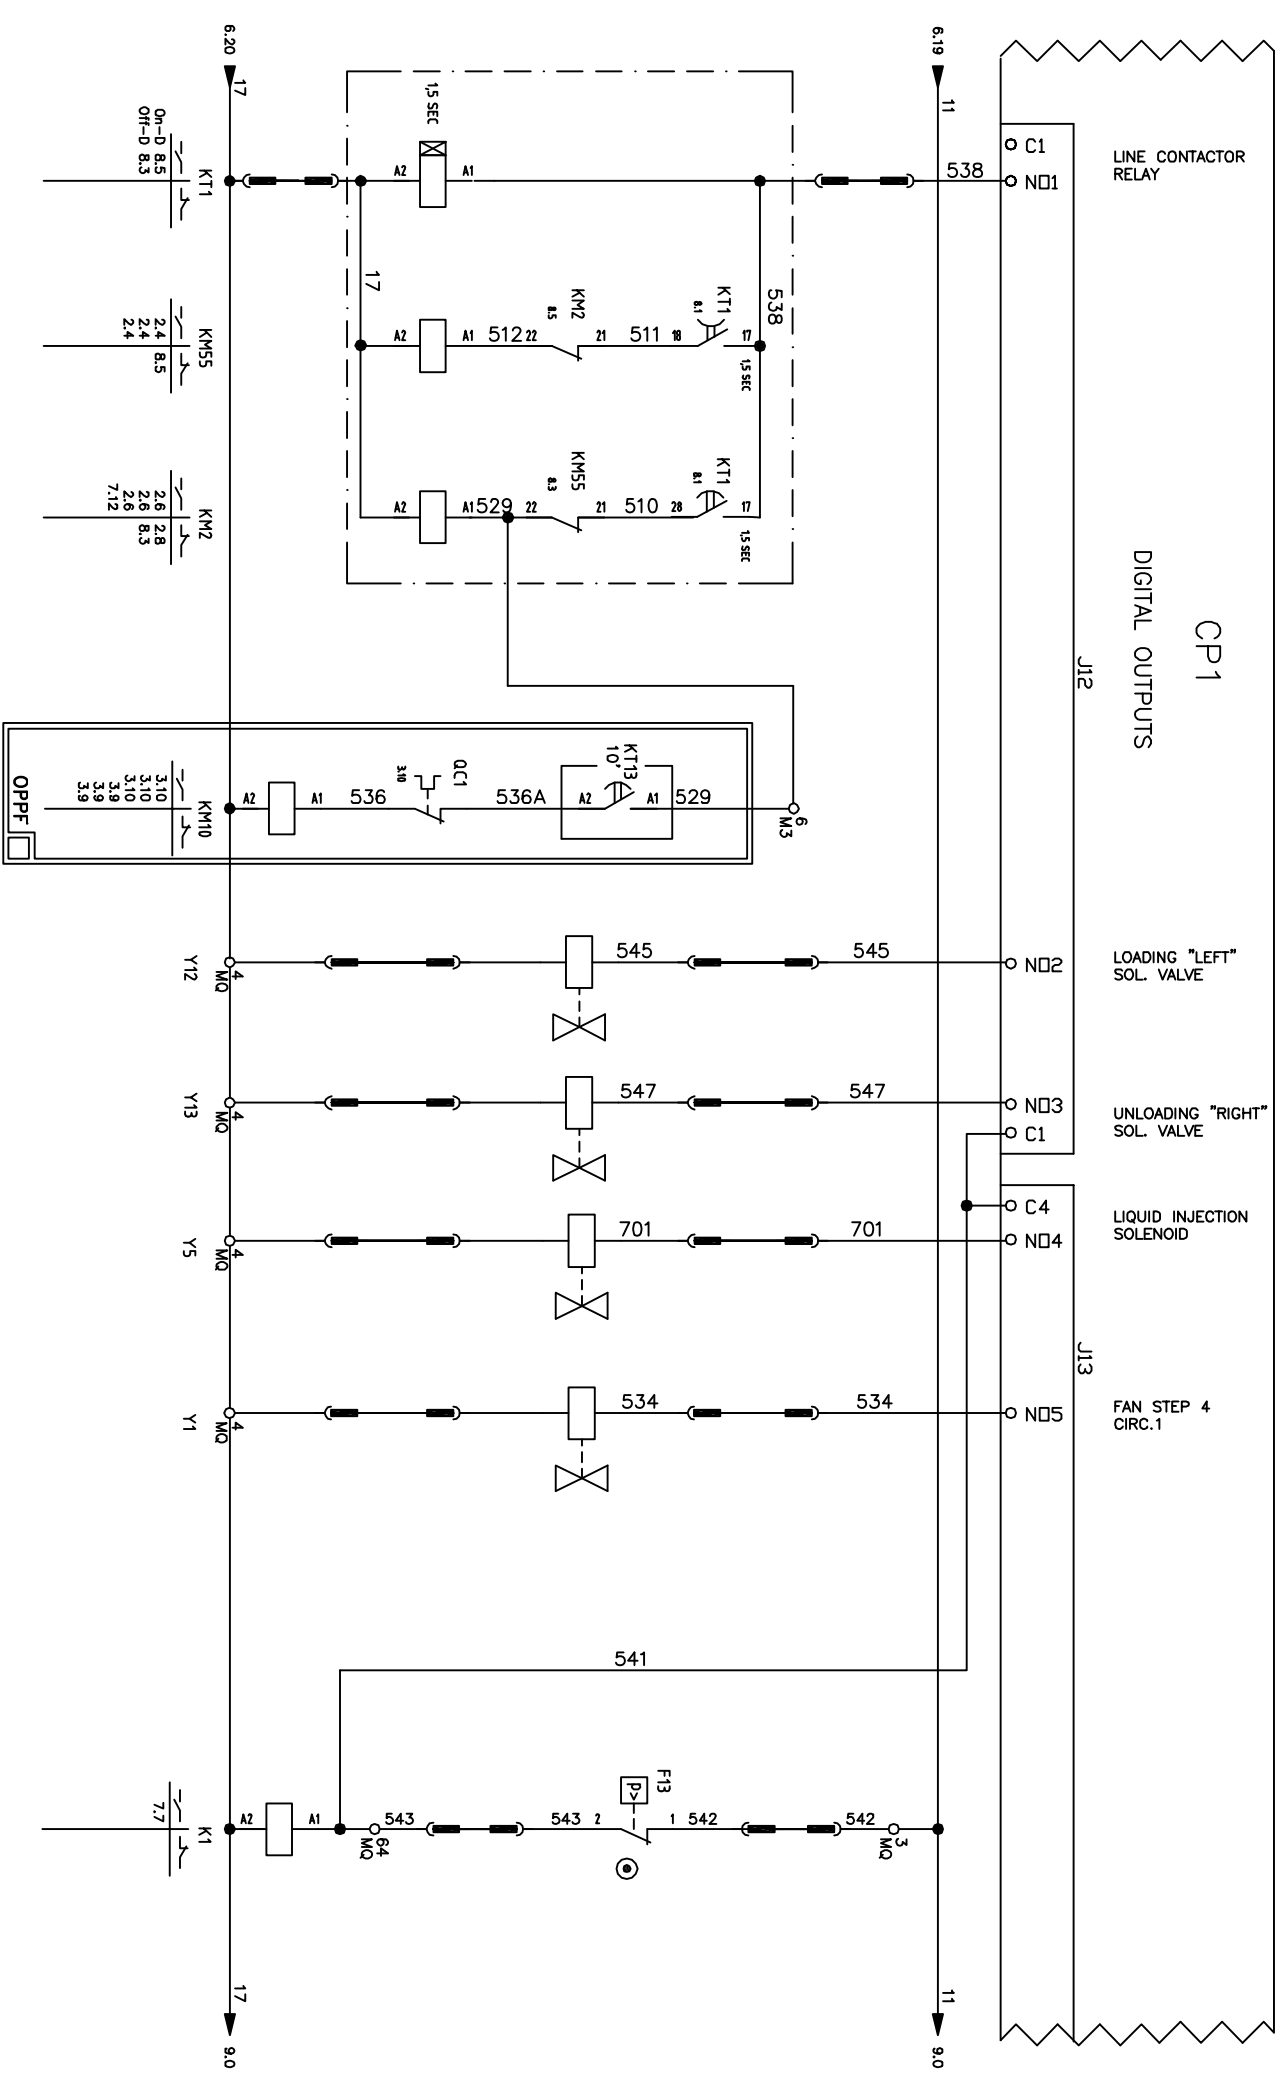 6.20
17
6.19
11
CP1
DIGITAL OUTPUTS
J12
J13
C1
LINE CONTACTOR
RELAY
NO1
538
A1
A2
1,5 SEC
KT1
On-D 8.5
Off-D 8.3
538
17
KT1
8.1
17
1,5 SEC
18
511
21
KM2
8.5
22
512
A1
A2
KM55
2.4 8.5
2.4
2.4
KT1
8.1
17
1,5 SEC
28
510
21
KM55
8.3
22
529
A1
A2
KM2
2.6 2.8
2.6 8.3
2.6
7.12
6
M3
529
A1
KT13
10'
A2
536A
QC1
3.10
536
A1
A2
KM10
3.10
3.10
3.10
3.9
3.9
3.9
OPPF
LOADING "LEFT"
SOL. VALVE
NO2
545
545
4
MQ
Y12
UNLOADING "RIGHT"
SOL. VALVE
NO3
547
547
4
MQ
Y13
C1
C4
LIQUID INJECTION
SOLENOID
NO4
701
701
4
MQ
Y5
FAN STEP 4
CIRC.1
NO5
534
534
4
MQ
Y1
541
3
MQ
542
542
1
F13
P>
2
543
543
64
MQ
A1
A2
K1
7.7
17
9.0
11
9.0